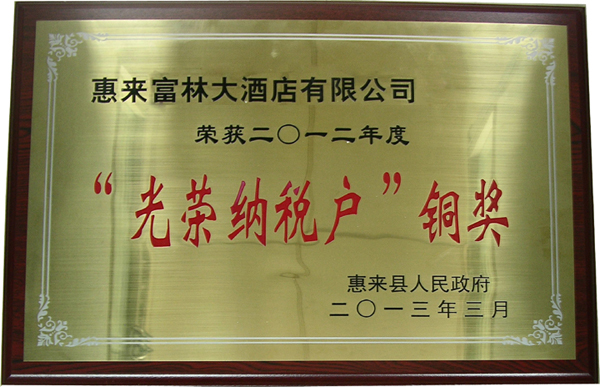 惠来富林大酒店有限公司
荣获二〇一二年度
“光荣纳税户”铜奖
惠来县人民政府
二〇一三年三月